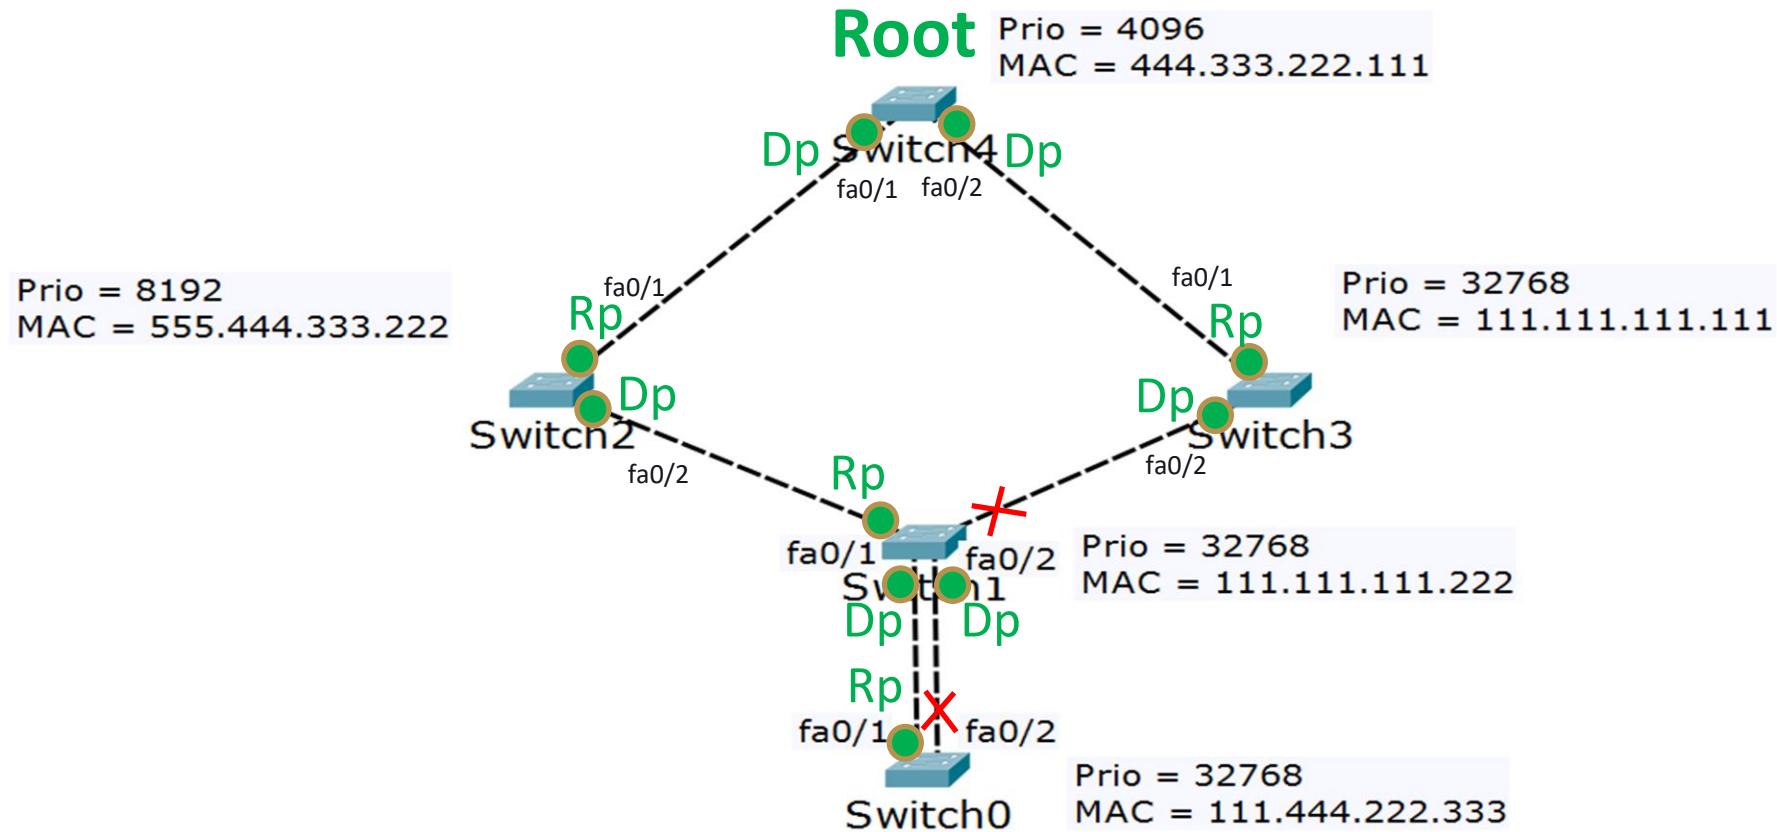 Root
Prio = 4096
MAC = 444.333.222.111
Dp
Switch4
Dp
fa0/1
fa0/2
Prio = 8192
MAC = 555.444.333.222
fa0/1
Rp
fa0/1
Rp
Prio = 32768
MAC = 111.111.111.111
Dp
Switch2
fa0/2
Dp
Switch3
fa0/2
Rp
fa0/1
fa0/2
Switch1
Prio = 32768
MAC = 111.111.111.222
Dp
Dp
Rp
fa0/1
fa0/2
Switch0
Prio = 32768
MAC = 111.444.222.333